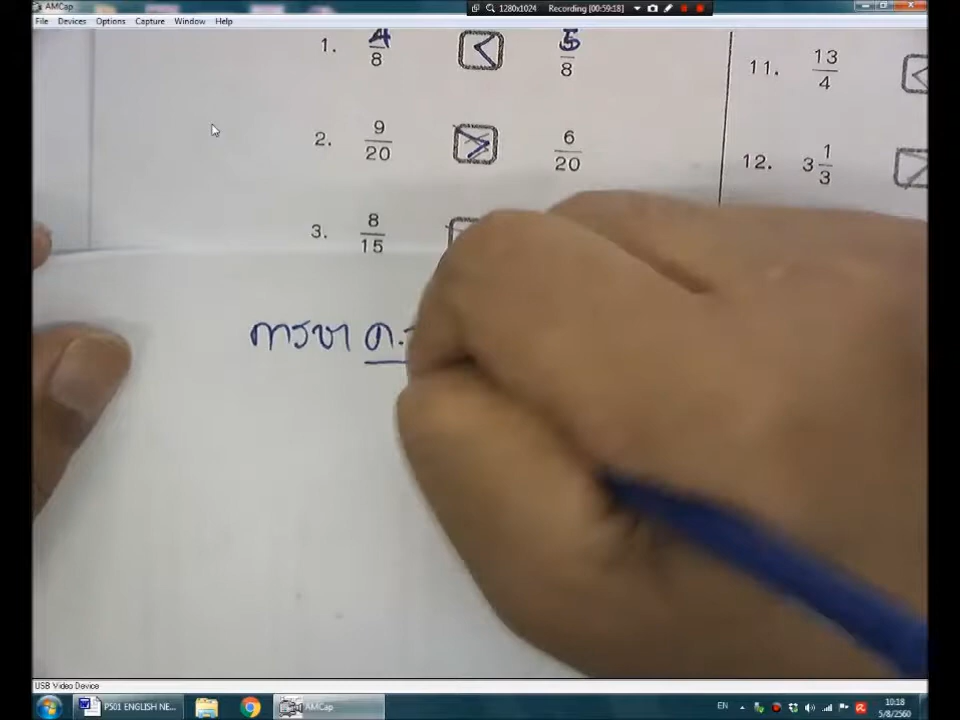 AMCap
1280x1024 Recording [00:59:18]
File Devices Options Capture Window Help
1. 4/8 < 5/8
2. 9/20 > 6/20
3. 8/15
11. 13/4 <
12. 3 1/3
การหา ค.
USB Video Device
P501 ENGLISH NE...
AMCap
EN
10:18
5/8/2560